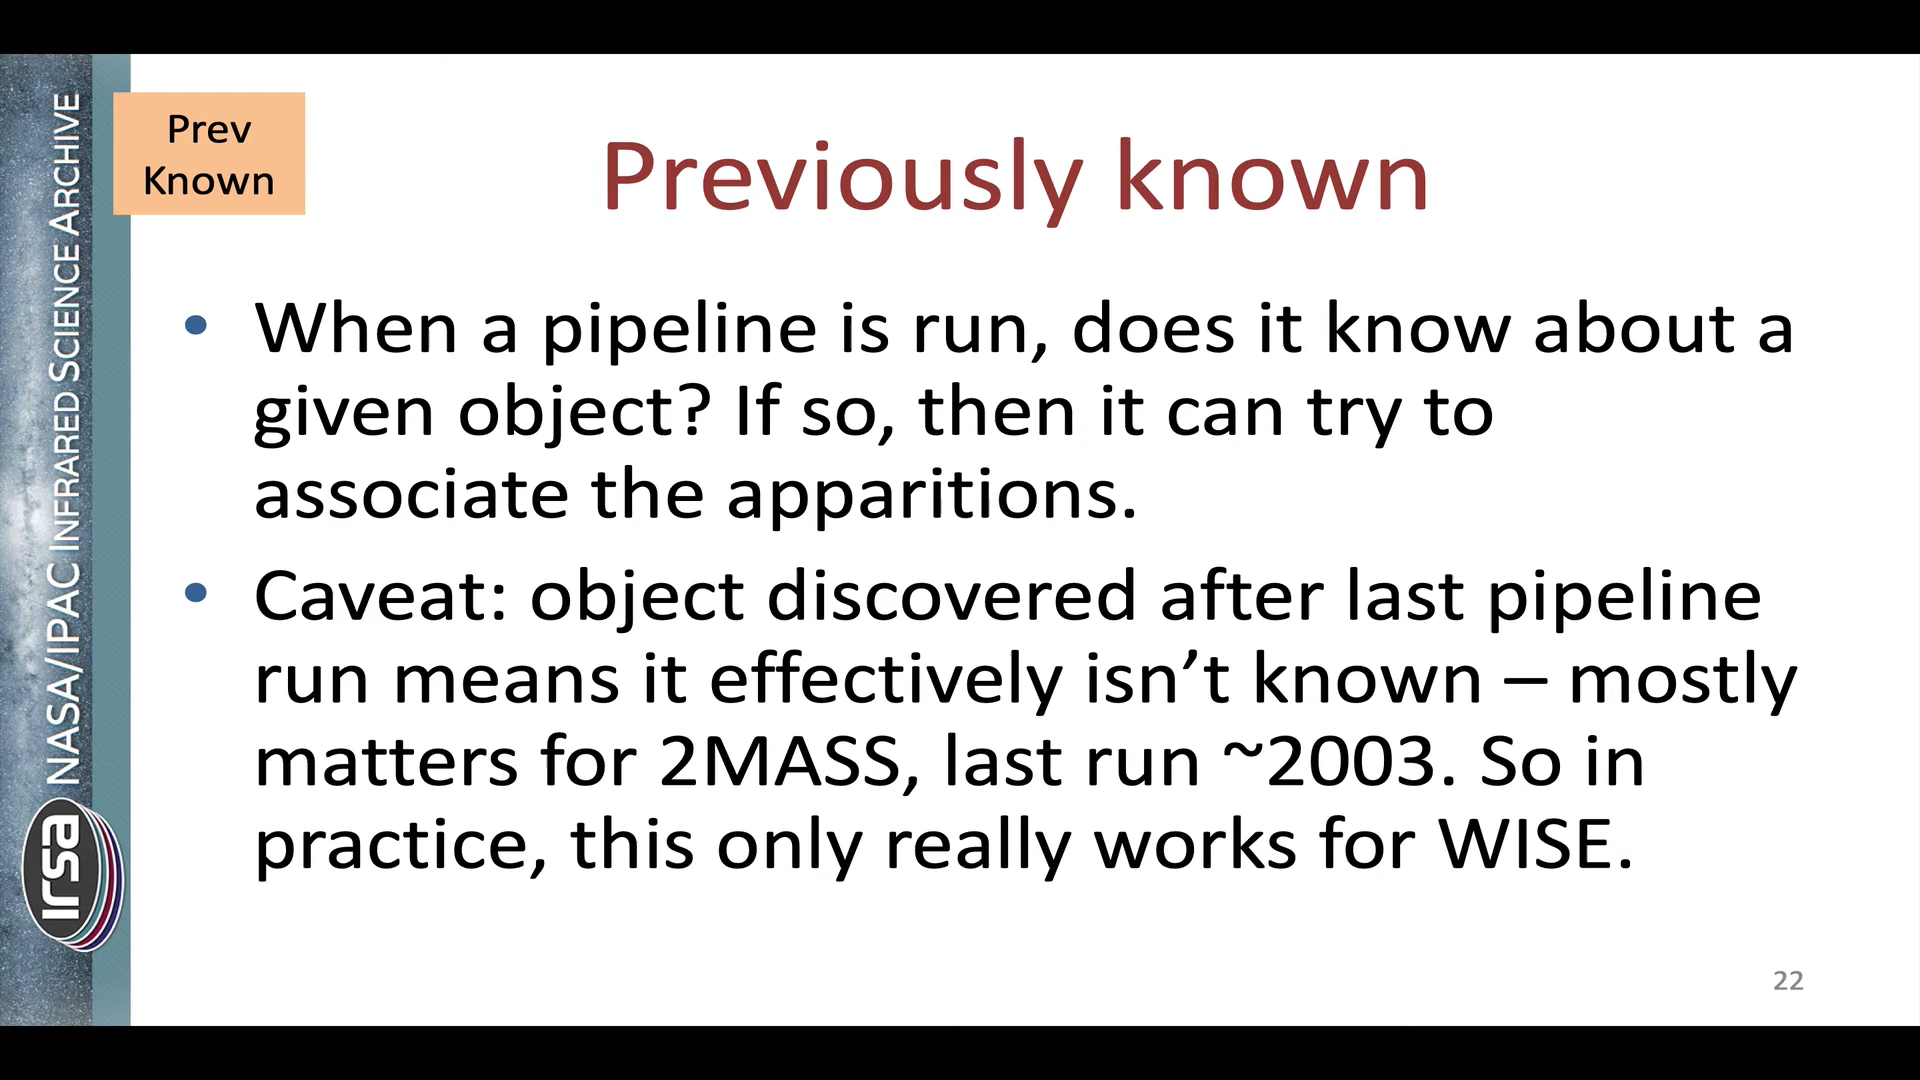 Prev
Known
Previously known
• When a pipeline is run, does it know about a
given object? If so, then it can try to
associate the apparitions.
• Caveat: object discovered after last pipeline
run means it effectively isn’t known – mostly
matters for 2MASS, last run ~2003. So in
practice, this only really works for WISE.
NASA/IPAC INFRARED SCIENCE ARCHIVE
irsa
22